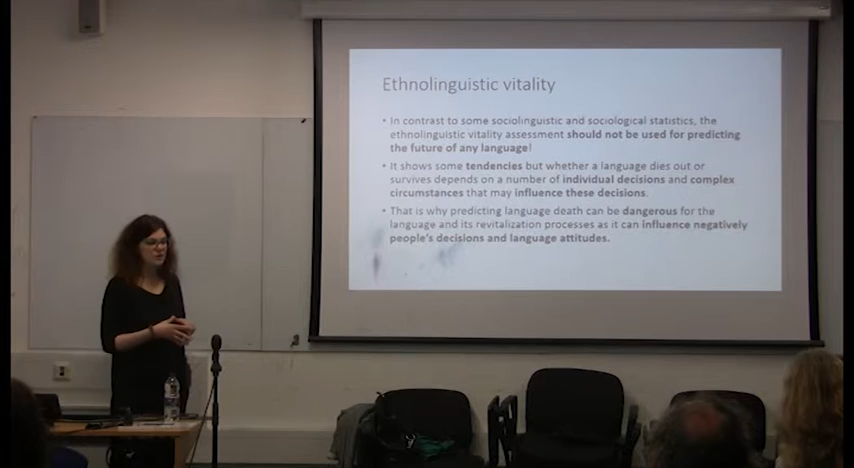 Ethnolinguistic vitality
• In contrast to some sociolinguistic and sociological statistics, the
ethnolinguistic vitality assessment should not be used for predicting
the future of any language!
• It shows some tendencies but whether a language dies out or
survives depends on a number of individual decisions and complex
circumstances that may influence these decisions.
• That is why predicting language death can be dangerous for the
language and its revitalization processes as it can influence negatively
people's decisions and language attitudes.